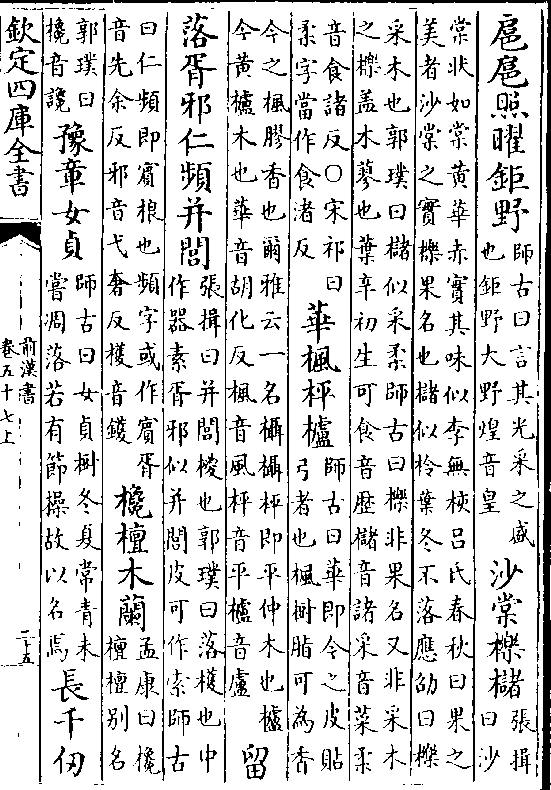 扈扈照曜鉅野師古曰言其光采之盛也鉅野大野煌音皇沙棠櫟櫧張揖曰沙
棠狀如棠黄華赤實其味似李無核吕氏春秋曰果之
美者沙棠之實櫟果名也櫧似柃葉冬不落應劭曰櫟
采木也郭璞曰櫧似采柔師古曰櫟非果名又非采木
之櫟盖木蓼也葉辛初生可食音歴櫧音諸采音菜柔
音食諸反○宋祁曰柔字當作食渚反華楓枰櫨師古曰華即今之皮貼弓者也楓樹脂可為香
今之楓膠香也爾雅云一名欇欇枰即平仲木也櫨今黄櫨木也華音胡化反楓音風枰音平櫨音盧留
落胥邪仁頻并閭張揖曰并閭椶也郭璞曰落檴也中作器素胥邪似并閭皮可作索師古
曰仁頻即賓桹也頻字或作賓胥音先余反邪音弋奢反檴音鑊欃檀木蘭孟康曰欃檀檀别名
郭璞曰欃音讒豫章女貞師古曰女貞樹冬夏常青未嘗凋落若有節操故以名焉長千仞
欽定四庫全書
前漢書
卷五十七上
二十五